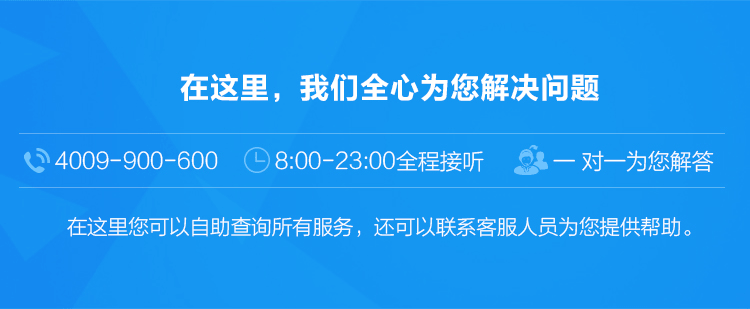 在这里，我们全心为您解决问题
4009-900-600 8:00-23:00全程接听 一 对一为您解答
在这里您可以自助查询所有服务，还可以联系客服人员为您提供帮助。